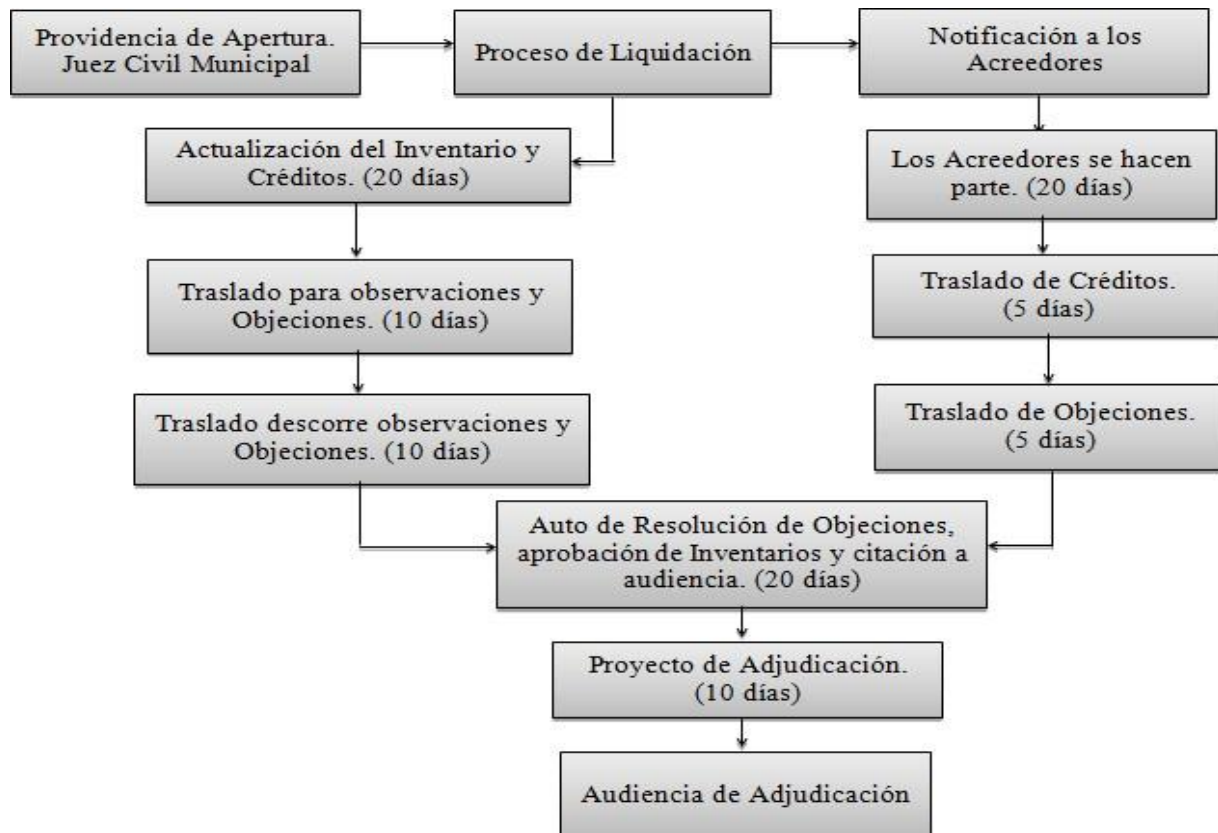 Providencia de Apertura.
Juez Civil Municipal
Proceso de Liquidación
Notificación a los
Acreedores
Actualización del Inventario y
Créditos. (20 días)
Los Acreedores se hacen
parte. (20 días)
Traslado para observaciones y
Objeciones. (10 días)
Traslado de Créditos.
(5 días)
Traslado descorre observaciones y
Objeciones. (10 días)
Traslado de Objeciones.
(5 días)
Auto de Resolución de Objeciones,
aprobación de Inventarios y citación a
audiencia. (20 días)
Proyecto de Adjudicación.
(10 días)
Audiencia de Adjudicación